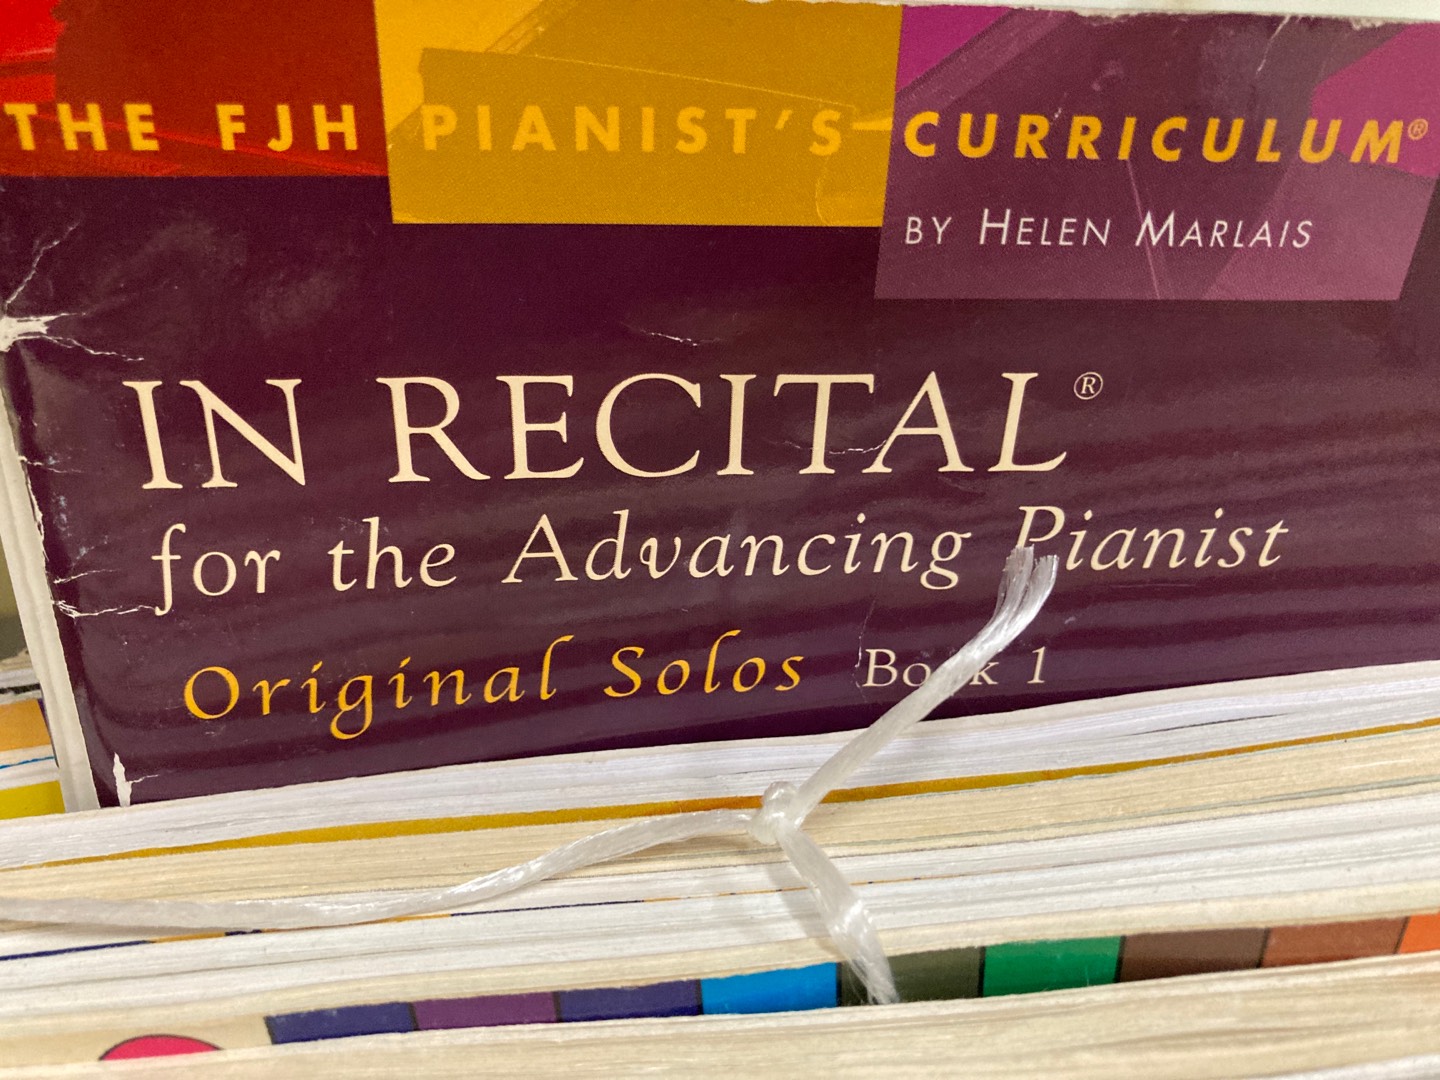 THE FJH PIANIST'S CURRICULUM®
BY HELEN MARLAIS
IN RECITAL®
for the Advancing Pianist
Original Solos Book 1